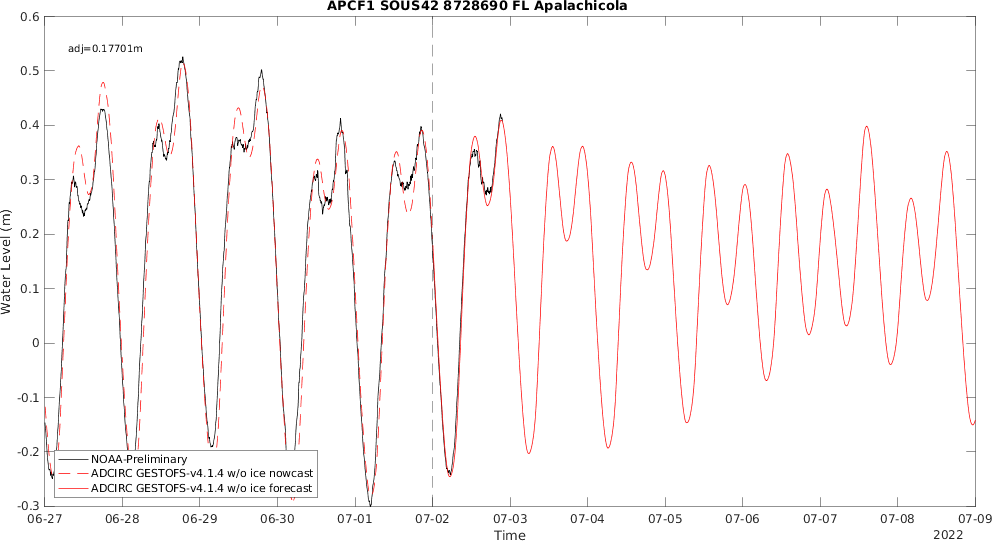 APCF1 SOUS42 8728690 FL Apalachicola
adj=0.17701m
0.6
0.5
0.4
0.3
0.2
0.1
0
-0.1
-0.2
-0.3
Water Level (m)
NOAA-Preliminary
ADCIRC GESTOFS-v4.1.4 w/o ice nowcast
ADCIRC GESTOFS-v4.1.4 w/o ice forecast
06-27 06-28 06-29 06-30 07-01 07-02 07-03 07-04 07-05 07-06 07-07 07-08 07-09
Time
2022